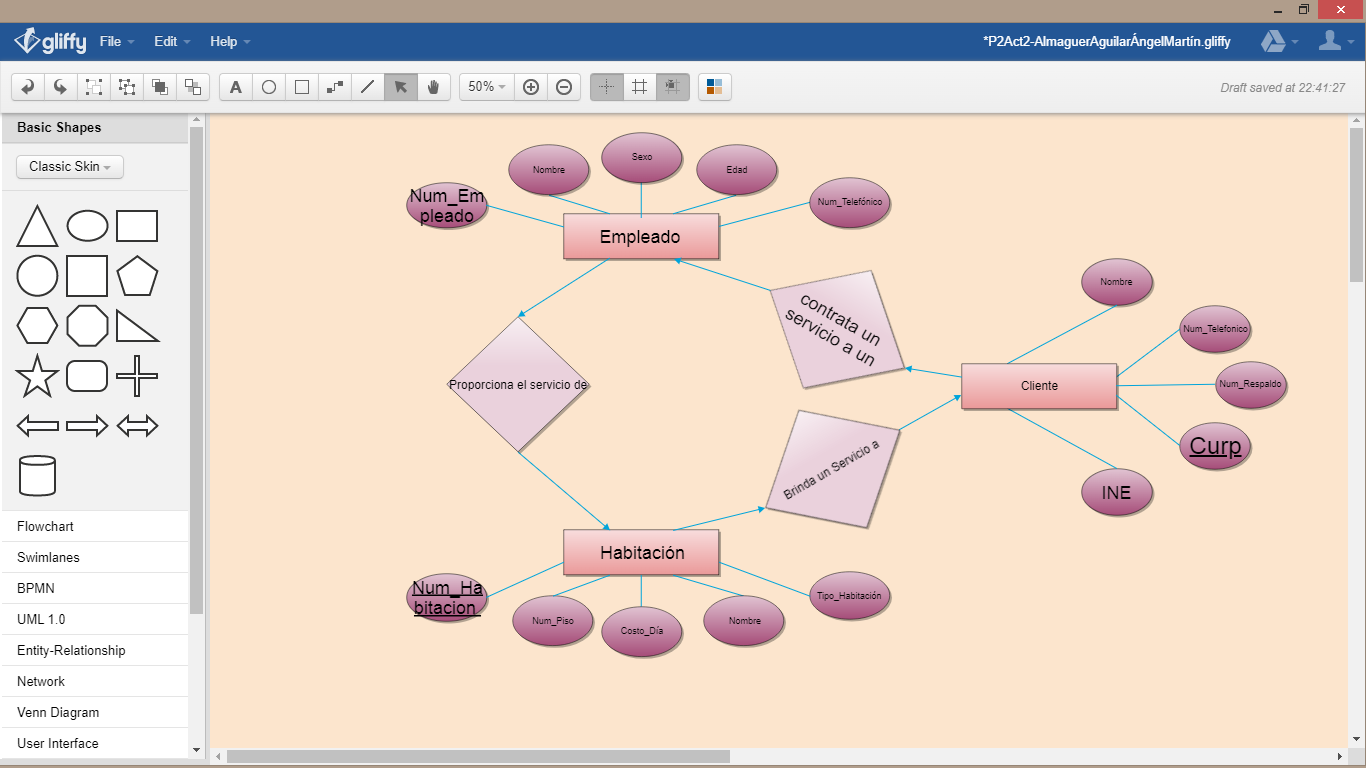 gliffy
File
Edit
Help
*P2Act2-AlmaguerAguilarÁngelMartín.gliffy
A
50%
Draft saved at 22:41:27
Basic Shapes
Classic Skin
Flowchart
Swimlanes
BPMN
UML 1.0
Entity-Relationship
Network
Venn Diagram
User Interface
Num_Em
pleado
Nombre
Sexo
Edad
Num_Telefónico
Empleado
contrata un
servicio a un
Proporciona el servicio de
Nombre
Num_Telefonico
Cliente
Num_Respaldo
Curp
INE
Brinda un Servicio a
Habitación
Num_Ha
bitacion
Num_Piso
Costo_Día
Nombre
Tipo_Habitación